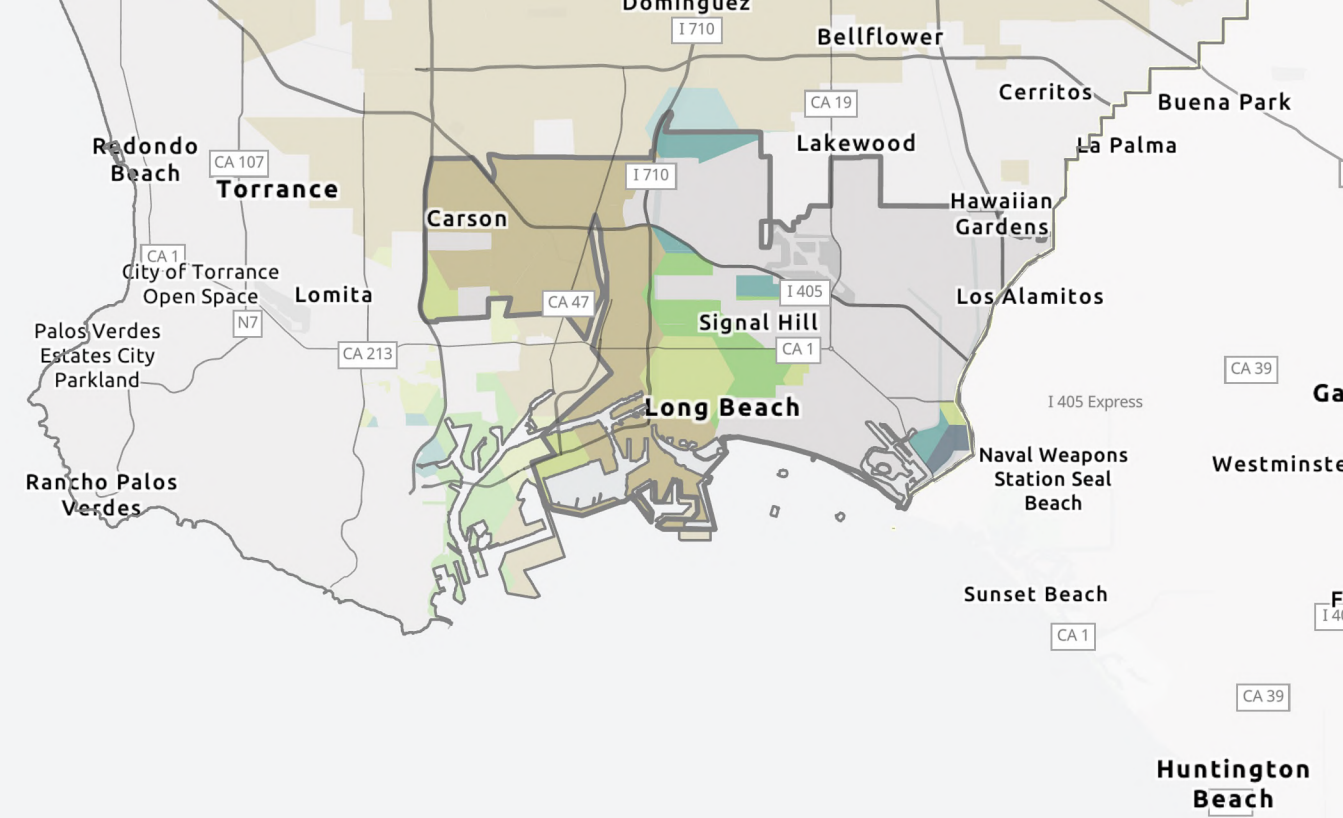 Dominguez
I 710
Bellflower
Cerritos
CA 19
Buena Park
Redondo
Beach
CA 107
Torrance
I 710
Lakewood
La Palma
Carson
Hawaiian
Gardens
CA 1
City of Torrance
Open Space
Lomita
CA 47
I 405
Los Alamitos
N7
Palos Verdes
Estates City
Parkland
CA 213
Signal Hill
CA 1
CA 39
Long Beach
I 405 Express
Ga
Rancho Palos
Verdes
Naval Weapons
Station Seal
Beach
Westminste
Sunset Beach
F
I 40
CA 1
CA 39
Huntington
Beach